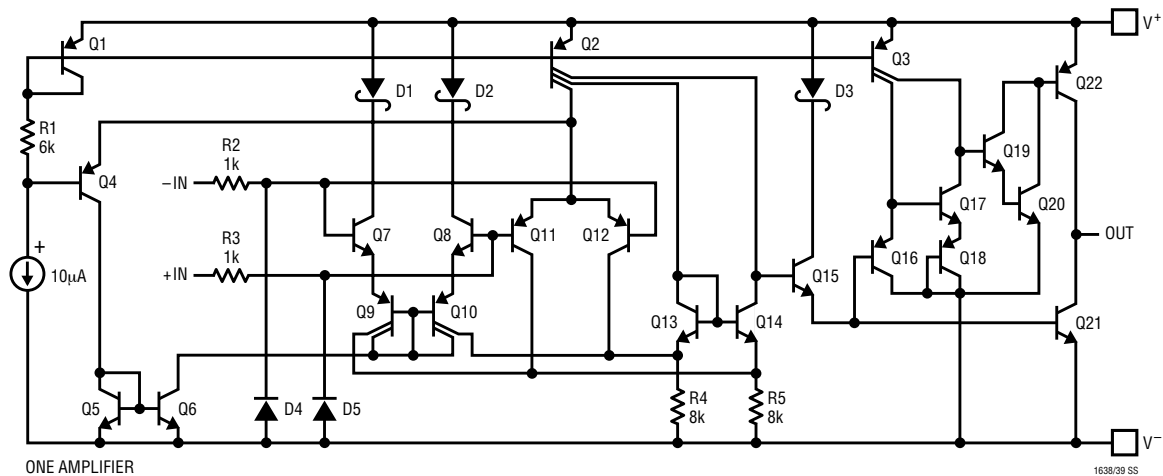 V+
Q1
Q2
Q3
D1
D2
D3
Q22
R1
6k
R2
1k
Q19
Q4
–IN
Q17
Q20
Q7
Q8
Q11
Q12
OUT
R3
1k
+
+IN
Q15
Q16
Q18
10µA
Q9
Q10
Q13
Q14
Q21
Q5
Q6
D4
D5
R4
8k
R5
8k
V–
ONE AMPLIFIER
1638/39 SS